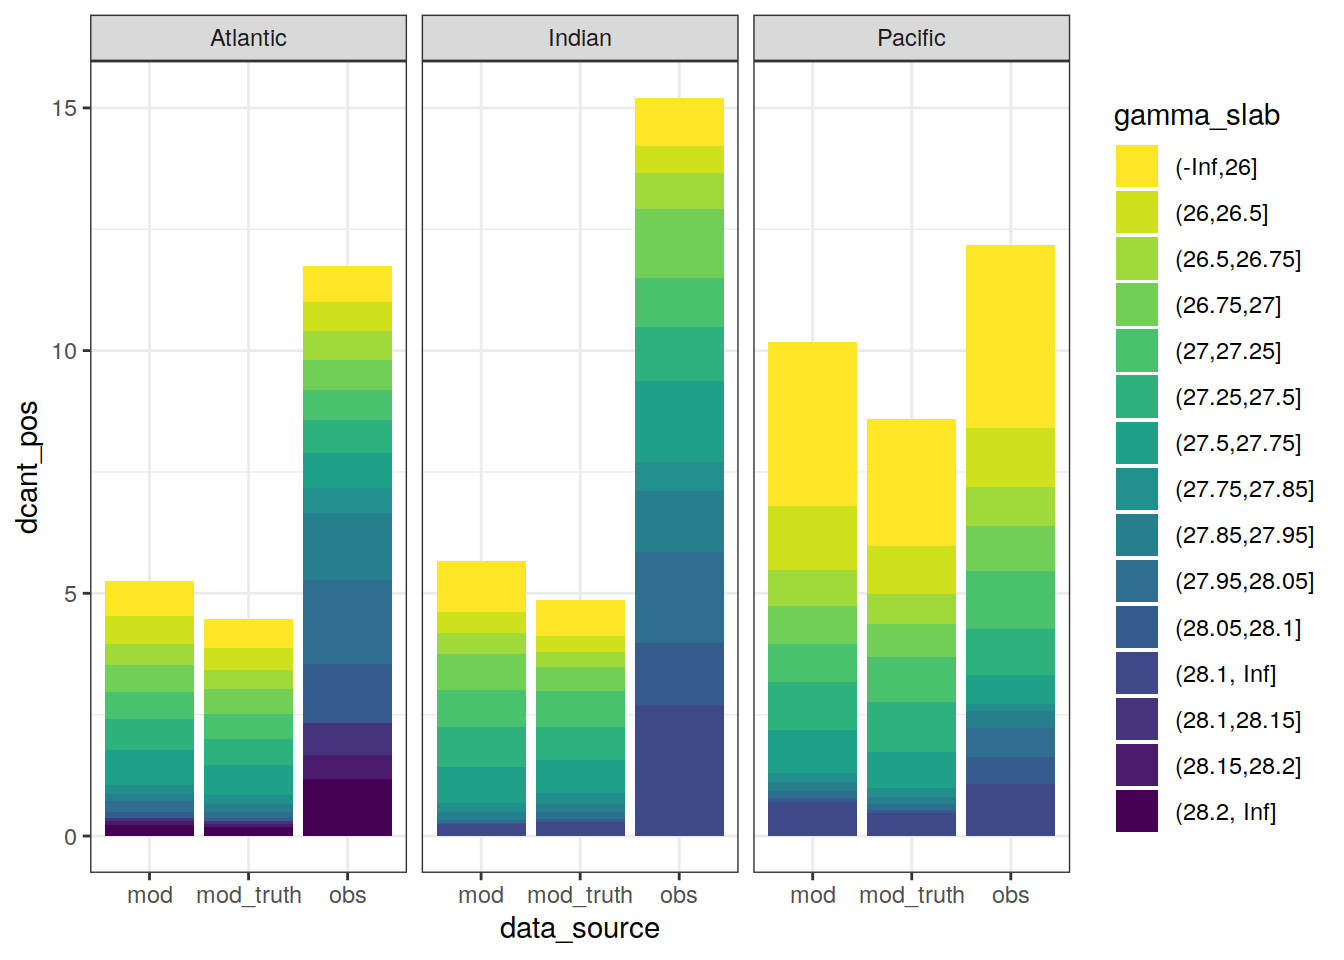 Atlantic Indian Pacific
15
10
5
0
dcant_pos
mod mod_truth obs mod mod_truth obs mod mod_truth obs
data_source
gamma_slab
(-Inf,26]
(26,26.5]
(26.5,26.75]
(26.75,27]
(27,27.25]
(27.25,27.5]
(27.5,27.75]
(27.75,27.85]
(27.85,27.95]
(27.95,28.05]
(28.05,28.1]
(28.1, Inf]
(28.1,28.15]
(28.15,28.2]
(28.2, Inf]